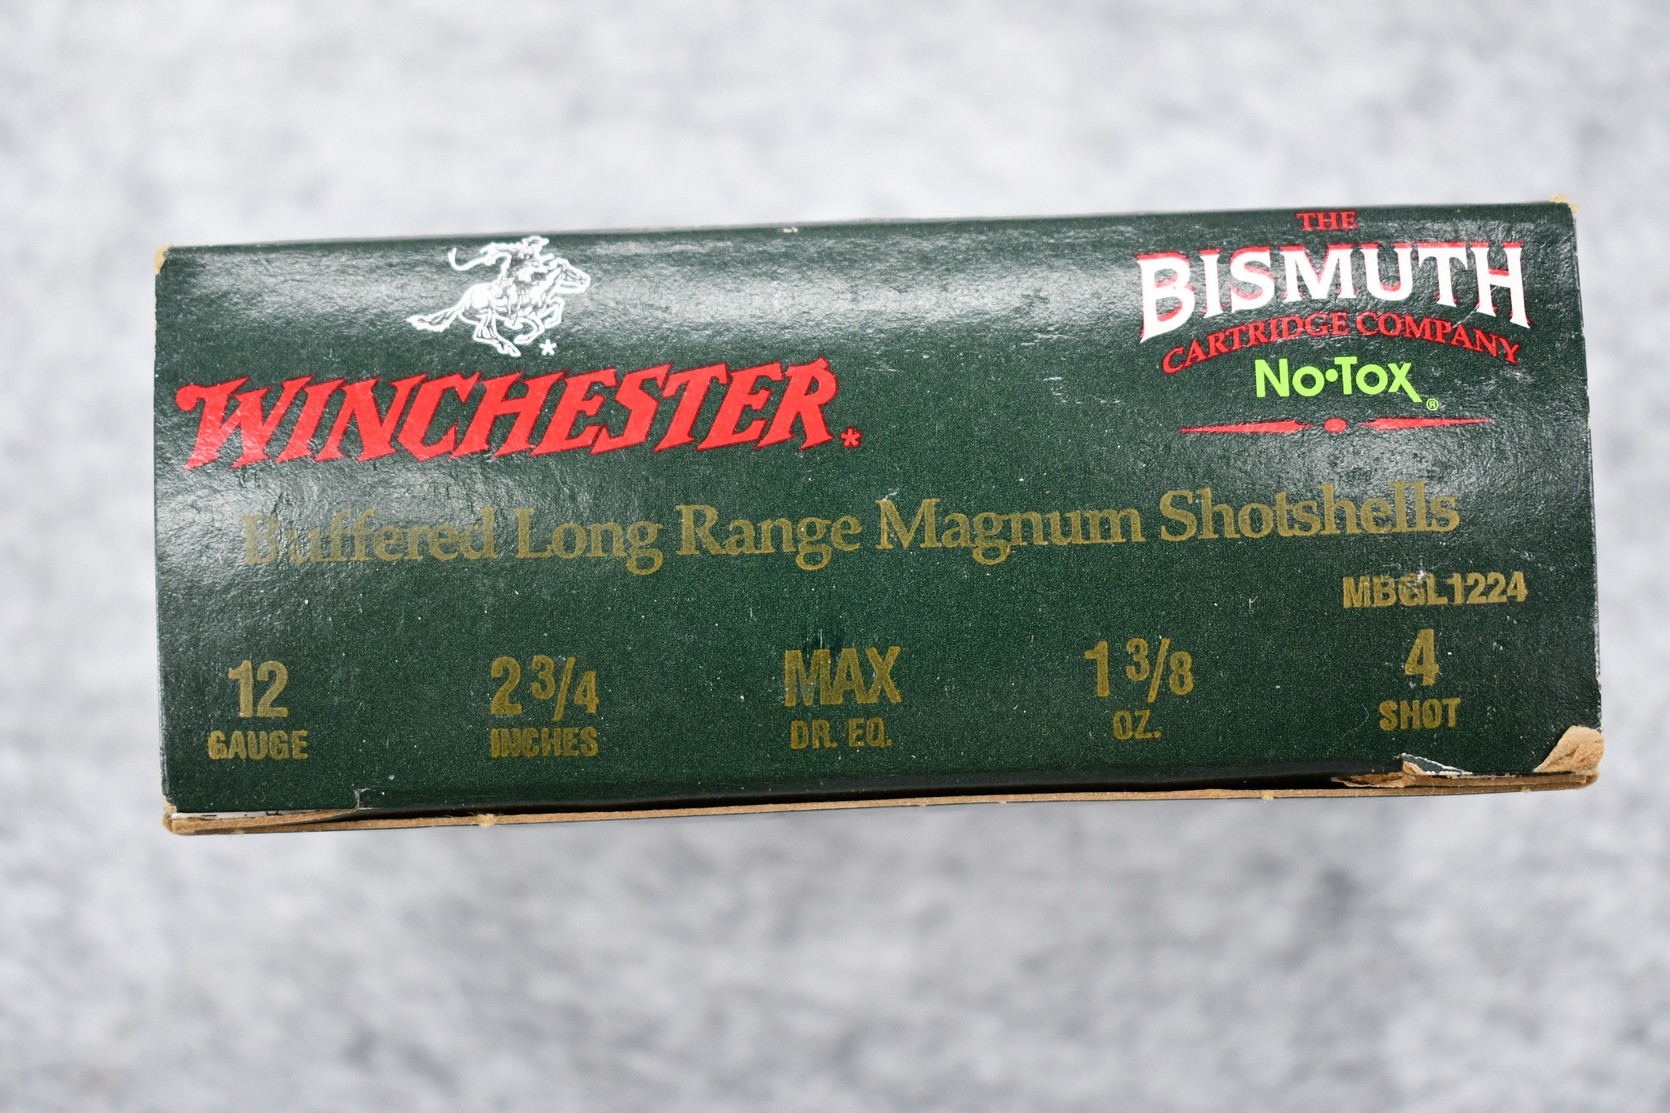 WINCHESTER*
THE
BISMUTH
CARTRIDGE COMPANY
No•Tox®
Buffered Long Range Magnum Shotshells
MBGL1224
12
GAUGE
2 3/4
INCHES
MAX
DR. EQ.
1 3/8
OZ.
4
SHOT